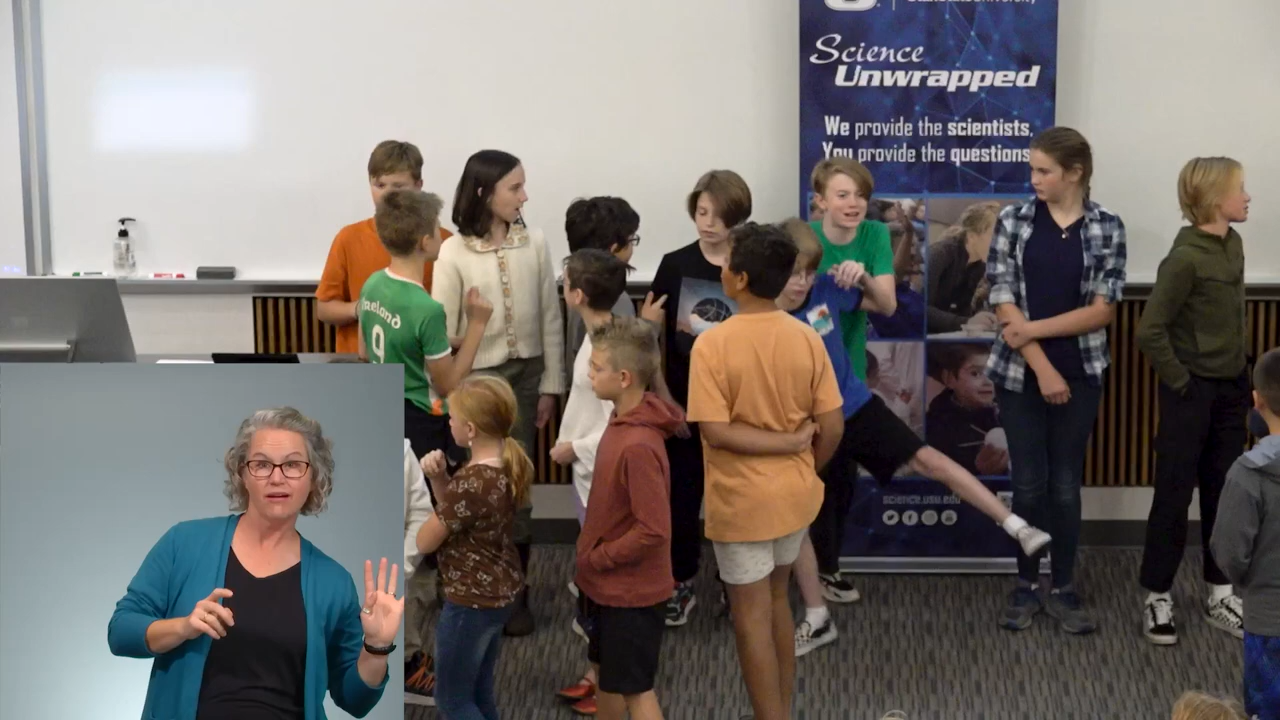 Science
Unwrapped
We provide the scientists.
You provide the questions
Ireland
9
science.usu.edu